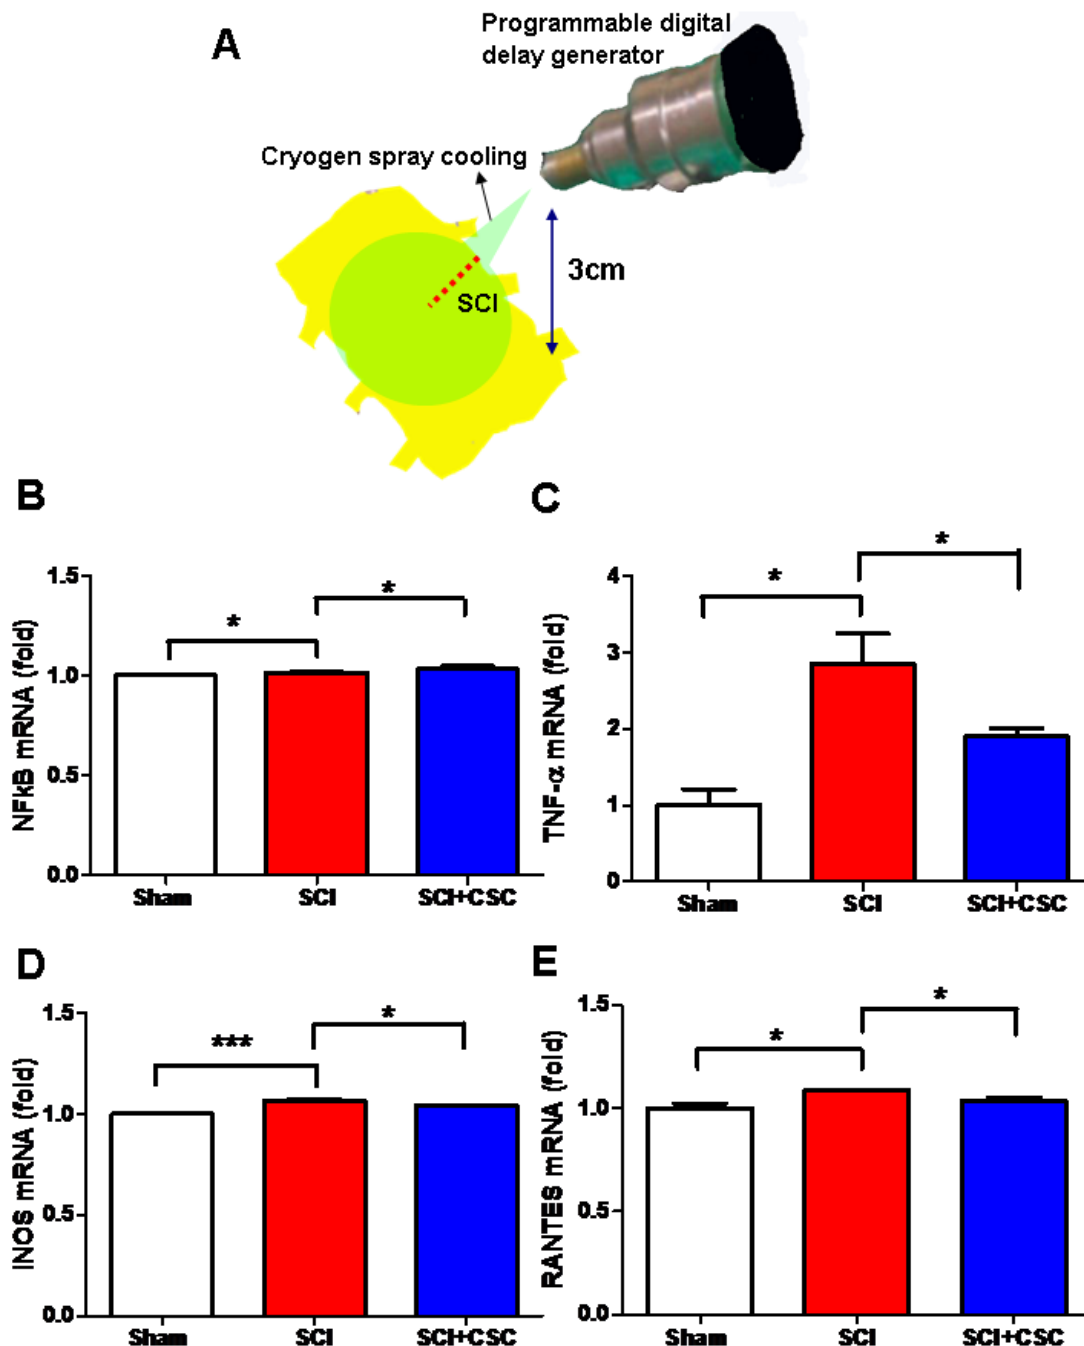 A
Programmable digital
delay generator
Cryogen spray cooling
3cm
SCI
B
NFkB mRNA (fold)
1.5
1.0
0.5
0.0
*
*
Sham
SCI
SCI+CSC
C
TNF-α mRNA (fold)
4
3
2
1
0
*
*
Sham
SCI
SCI+CSC
D
iNOS mRNA (fold)
1.5
1.0
0.5
0.0
***
*
Sham
SCI
SCI+CSC
E
RANTES mRNA (fold)
1.5
1.0
0.5
0.0
*
*
Sham
SCI
SCI+CSC